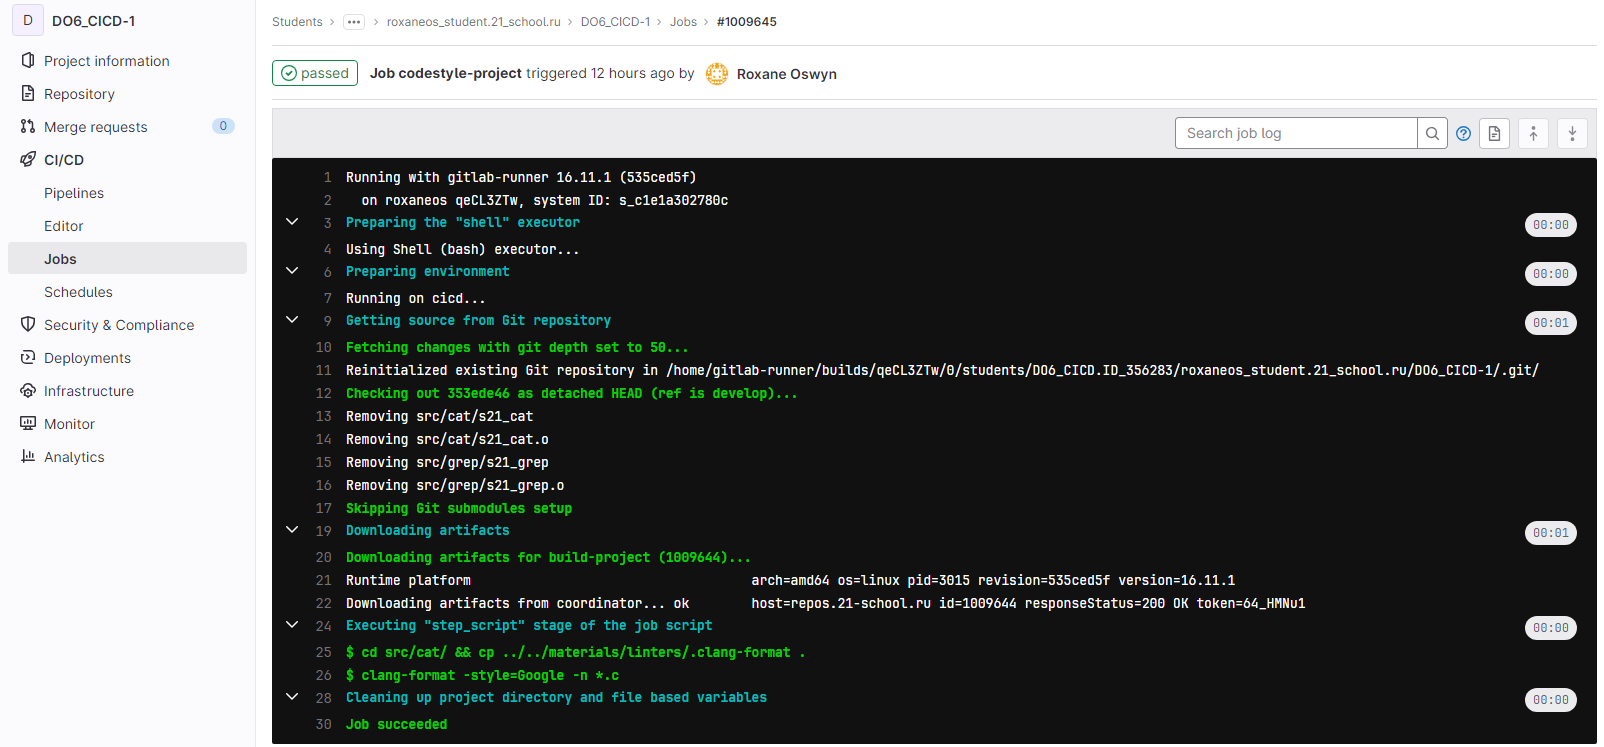 D DO6_CICD-1
Project information
Repository
Merge requests 0
CI/CD
Pipelines
Editor
Jobs
Schedules
Security & Compliance
Deployments
Infrastructure
Monitor
Analytics
Students › ••• › roxaneos_student.21_school.ru › DO6_CICD-1 › Jobs › #1009645
passed Job codestyle-project triggered 12 hours ago by Roxane Oswyn
Search job log
1 Running with gitlab-runner 16.11.1 (535ced5f)
2 on roxaneos qeCL3ZTw, system ID: s_c1e1a302780c
3 Preparing the "shell" executor 00:00
4 Using Shell (bash) executor...
6 Preparing environment 00:00
7 Running on cicd...
9 Getting source from Git repository 00:01
10 Fetching changes with git depth set to 50...
11 Reinitialized existing Git repository in /home/gitlab-runner/builds/qeCL3ZTw/0/students/DO6_CICD.ID_356283/roxaneos_student.21_school.ru/DO6_CICD-1/.git/
12 Checking out 353ede46 as detached HEAD (ref is develop)...
13 Removing src/cat/s21_cat
14 Removing src/cat/s21_cat.o
15 Removing src/grep/s21_grep
16 Removing src/grep/s21_grep.o
17 Skipping Git submodules setup
19 Downloading artifacts 00:01
20 Downloading artifacts for build-project (1009644)...
21 Runtime platform arch=amd64 os=linux pid=3015 revision=535ced5f version=16.11.1
22 Downloading artifacts from coordinator... ok host=repos.21-school.ru id=1009644 responseStatus=200 OK token=64_HMNu1
24 Executing "step_script" stage of the job script 00:00
25 $ cd src/cat/ && cp ../../materials/linters/.clang-format .
26 $ clang-format -style=Google -n *.c
28 Cleaning up project directory and file based variables 00:00
30 Job succeeded